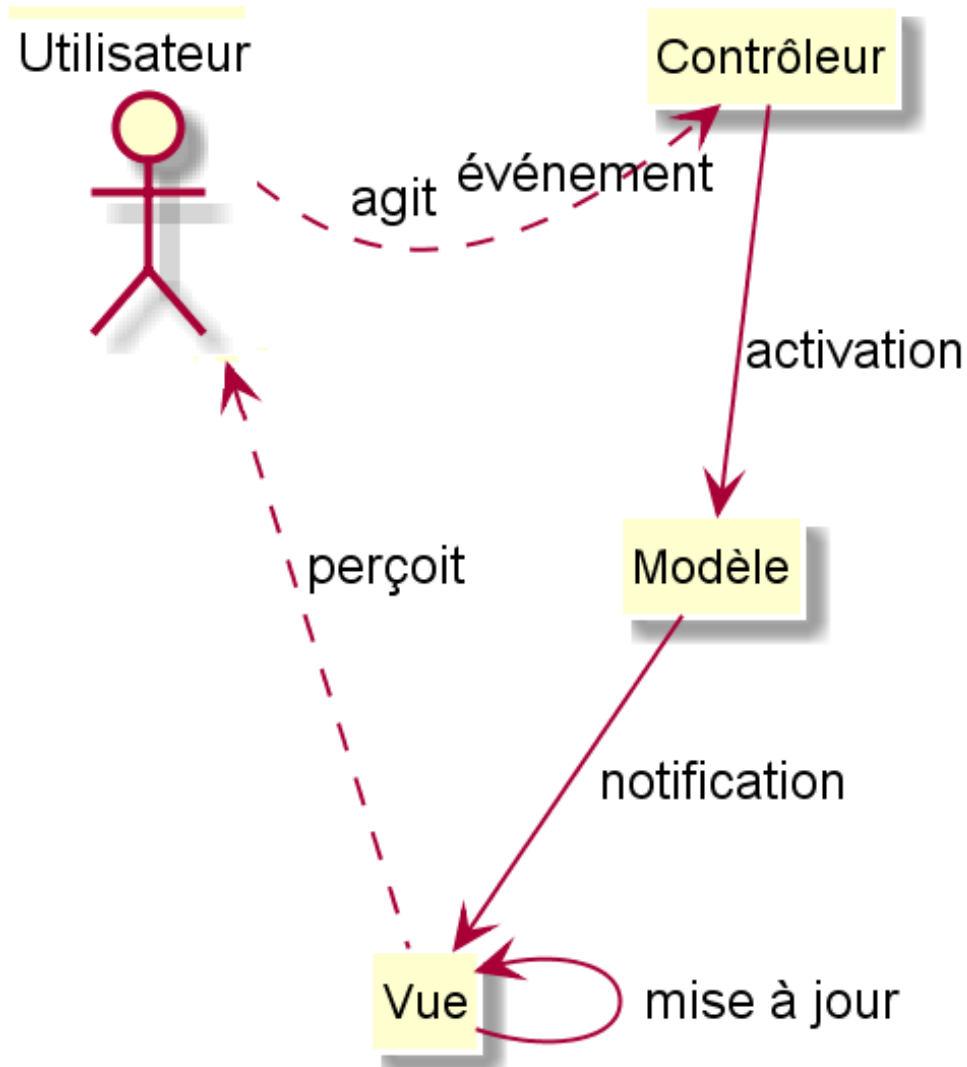 Utilisateur
Contrôleur
agit
événement
activation
perçoit
Modèle
notification
Vue
mise à jour